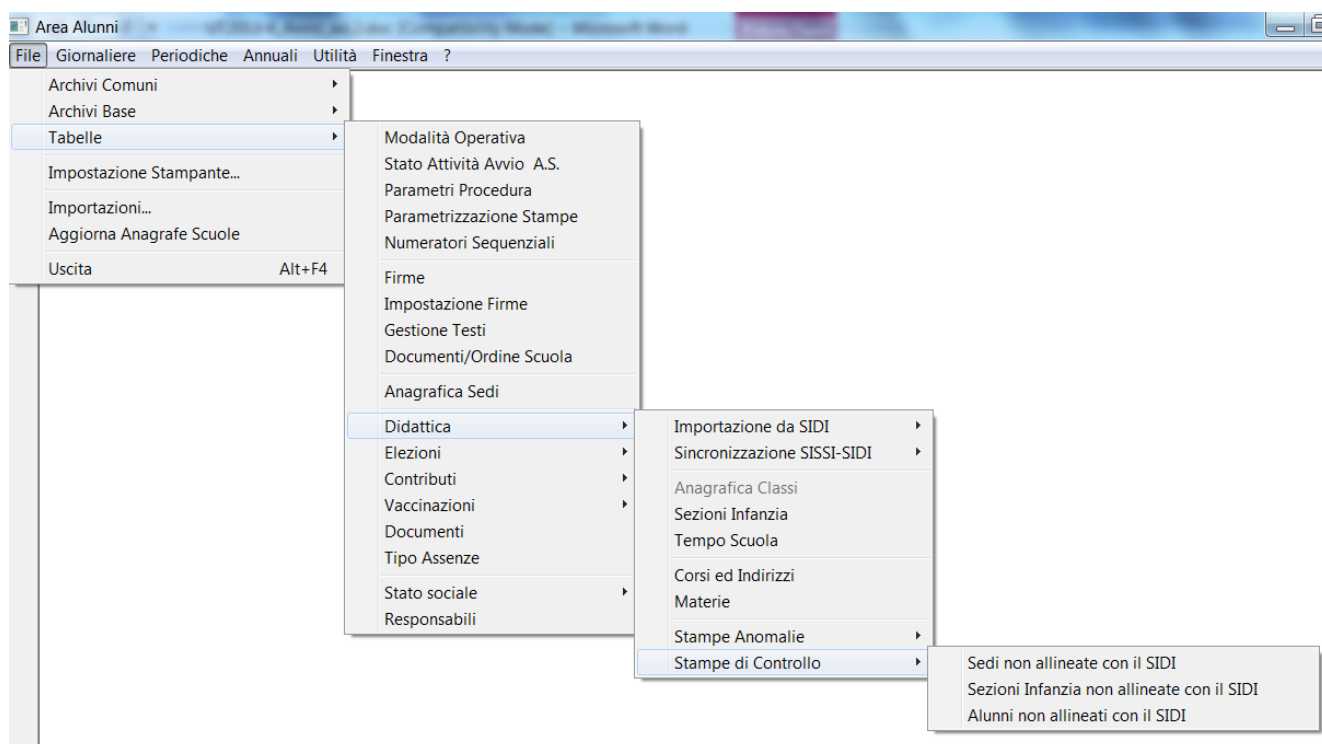 Area Alunni
[Compatibility Mode] - Microsoft Word
File Giornaliere Periodiche Annuali Utilità Finestra ?
Archivi Comuni
Archivi Base
Tabelle
Impostazione Stampante...
Importazioni...
Aggiorna Anagrafe Scuole
Uscita Alt+F4
Modalità Operativa
Stato Attività Avvio A.S.
Parametri Procedura
Parametrizzazione Stampe
Numeratori Sequenziali
Firme
Impostazione Firme
Gestione Testi
Documenti/Ordine Scuola
Anagrafica Sedi
Didattica
Elezioni
Contributi
Vaccinazioni
Documenti
Tipo Assenze
Stato sociale
Responsabili
Importazione da SIDI
Sincronizzazione SISSI-SIDI
Anagrafica Classi
Sezioni Infanzia
Tempo Scuola
Corsi ed Indirizzi
Materie
Stampe Anomalie
Stampe di Controllo
Sedi non allineate con il SIDI
Sezioni Infanzia non allineate con il SIDI
Alunni non allineati con il SIDI